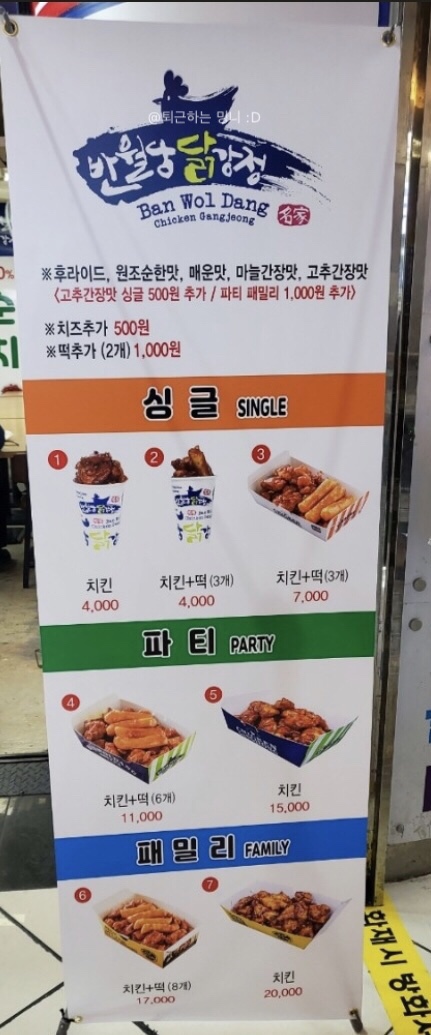 @퇴근하는 밍니 :D
반월당 닭강정
Ban Wol Dang
Chicken Gangjeong
名家
※후라이드, 원조순한맛, 매운맛, 마늘간장맛, 고추간장맛
<고추간장맛 싱글 500원 추가 / 파티 패밀리 1,000원 추가>
※치즈추가 500원
※떡추가 (2개) 1,000원
싱글 SINGLE
1
2
3
치킨
치킨+떡(3개)
치킨+떡(3개)
4,000
4,000
7,000
파티 PARTY
4
5
치킨+떡(6개)
치킨
11,000
15,000
패밀리 FAMILY
6
7
치킨+떡(8개)
치킨
17,000
20,000
화재시 방화